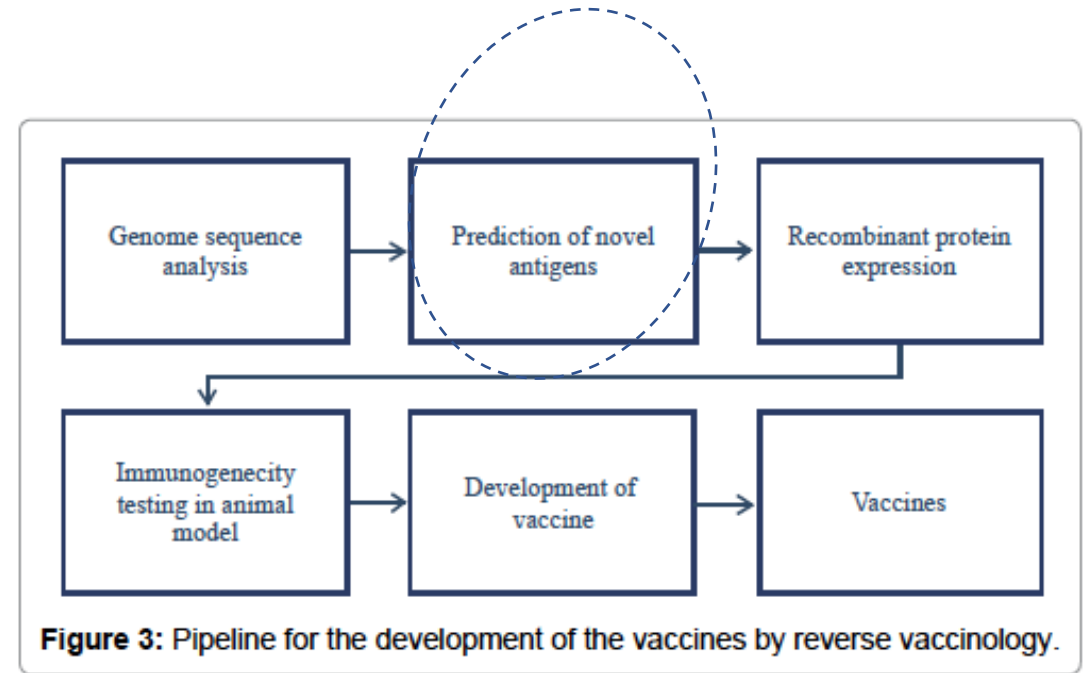 Genome sequence
analysis
Prediction of novel
antigens
Recombinant protein
expression
Immunogenecity
testing in animal
model
Development of
vaccine
Vaccines
Figure 3: Pipeline for the development of the vaccines by reverse vaccinology.